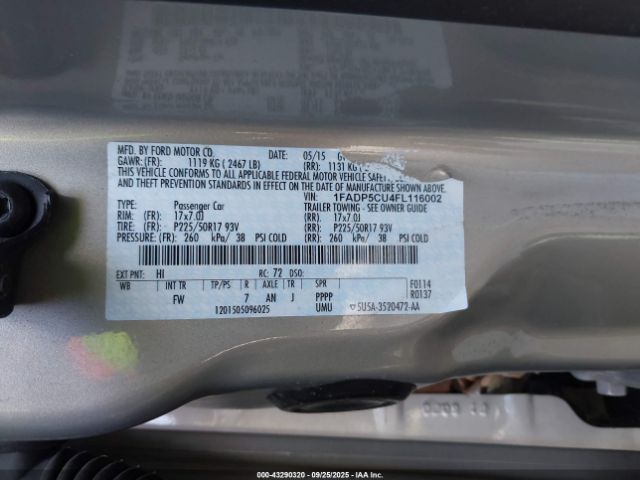 MFD. BY FORD MOTOR CO.
DATE: 05/15
GAWR: (FR): 1119 KG ( 2467 LB) (RR): 1131 KG
THIS VEHICLE CONFORMS TO ALL APPLICABLE FEDERAL MOTOR VEHICLE SAFETY
BUMPER, AND THEFT PREVENTION STANDARDS IN EFFECT ON THE DATE OF MANUFACTURE SHOWN ABOVE.
VIN: 1FADP5CU4FL116002
TYPE: Passenger Car TRAILER TOWING - SEE OWNER GUIDE
RIM: (FR) 17x7.0J (RR) 17x7.0J
TIRE: (FR) P225/50R17 93V (RR) P225/50R17 93V
PRESSURE: (FR) 260 kPa/ 38 PSI COLD (RR) 260 kPa/ 38 PSI COLD
EXT PNT: HI RC: 72 DSO:
WB INT TR TP/PS R AXLE TR SPR F0114
R0137
FW 7 AN J PPPP
1201505096025 UMU 5U5A-3520472-AA
000-43290320 - 09/25/2025 - IAAI.COM